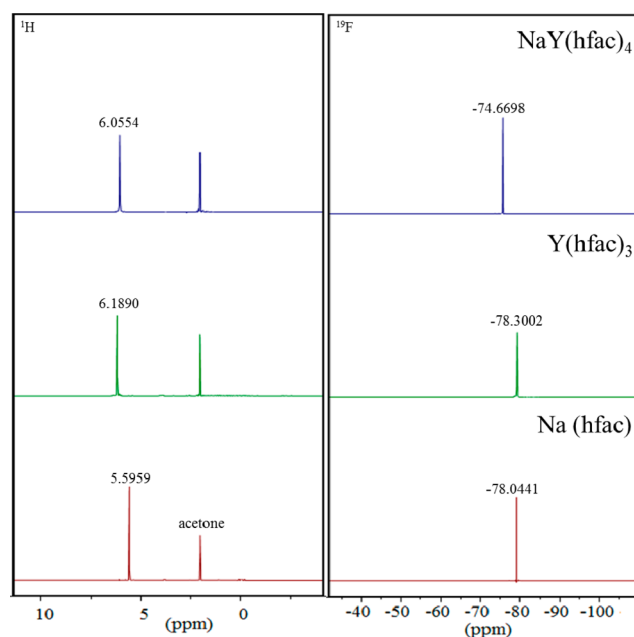 ¹H
6.0554
6.1890
5.5959
acetone
10 5 0
(ppm)
¹⁹F
NaY(hfac)₄
-74.6698
Y(hfac)₃
-78.3002
Na (hfac)
-78.0441
-40 -50 -60 -70 -80 -90 -100
(ppm)